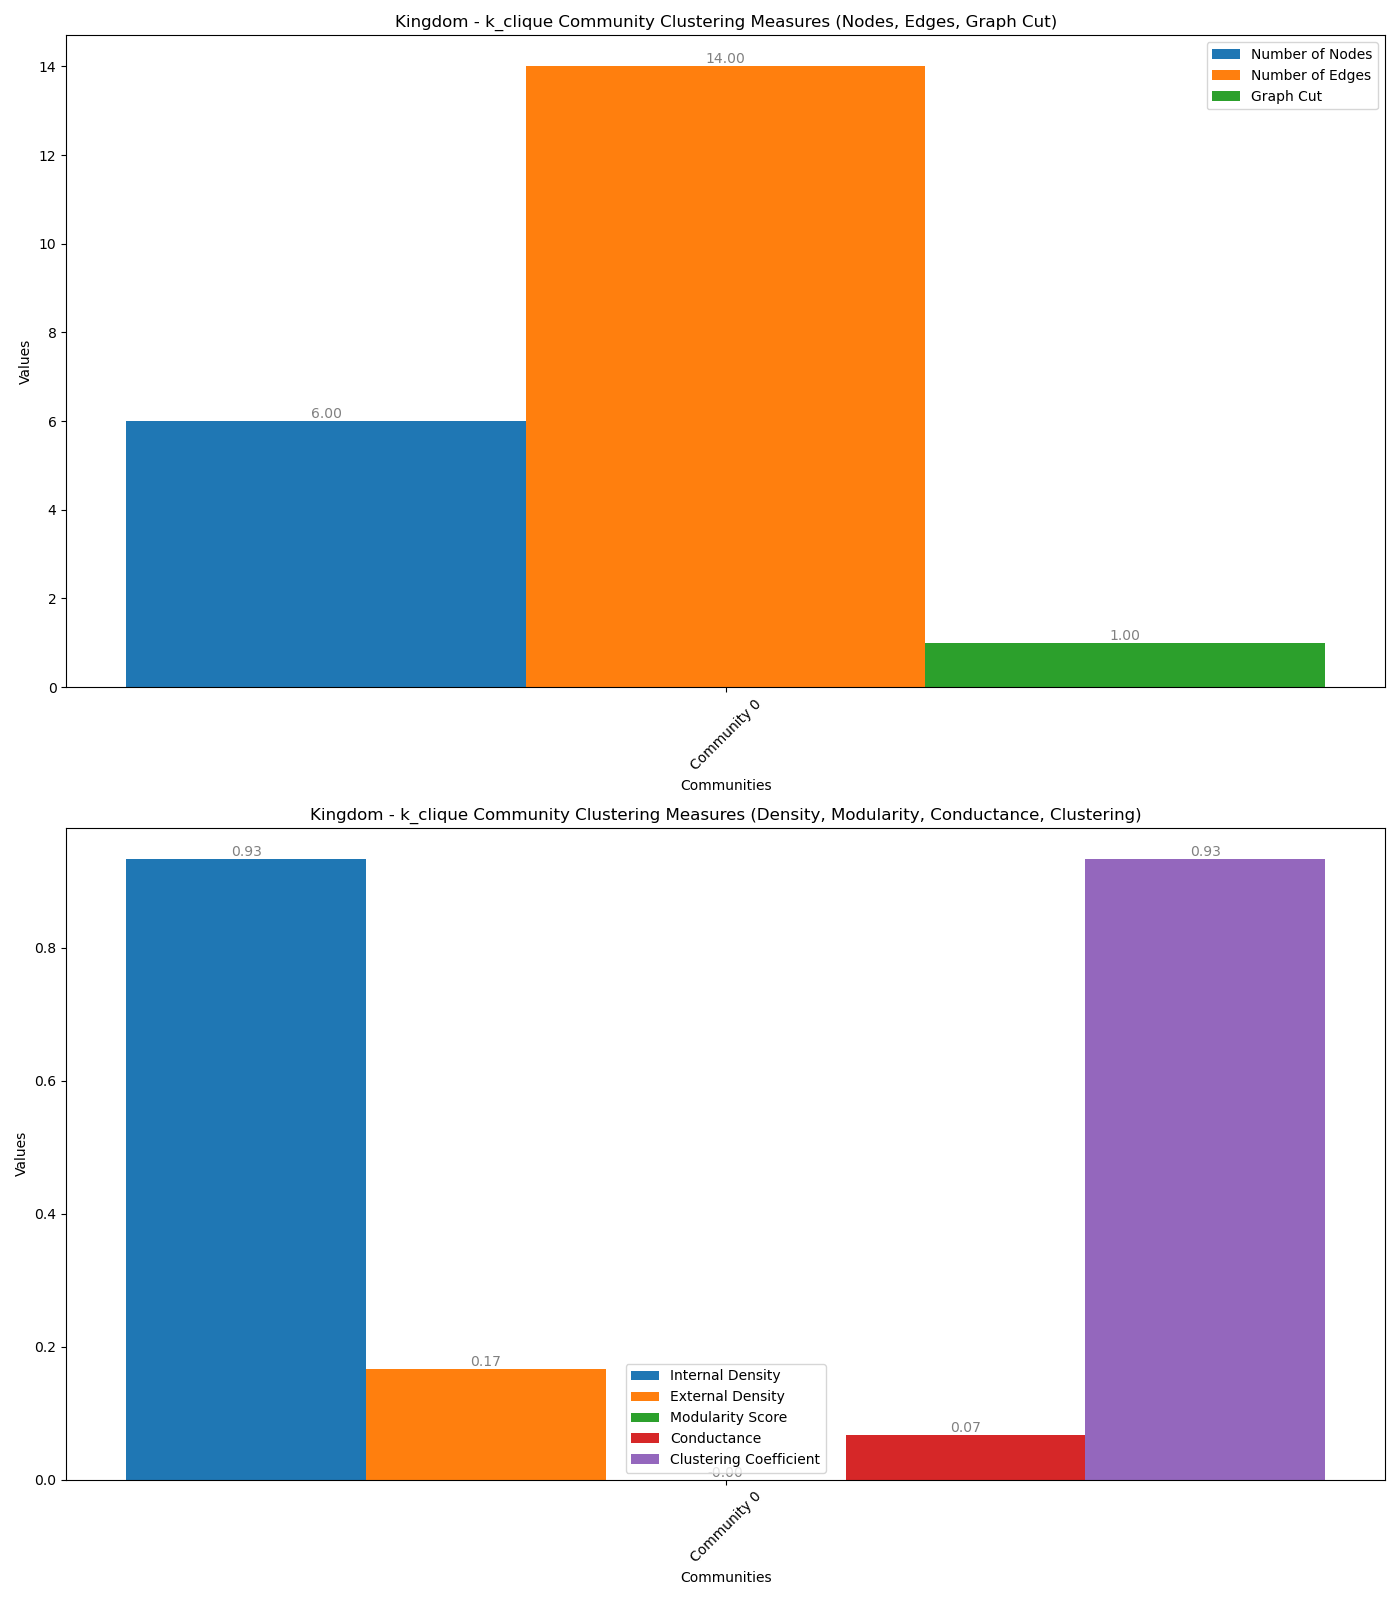 Kingdom - k_clique Community Clustering Measures (Nodes, Edges, Graph Cut)
14.00
Number of Nodes
Number of Edges
Graph Cut
14
12
10
8
6
4
2
0
Values
6.00
1.00
Community 0
Communities
Kingdom - k_clique Community Clustering Measures (Density, Modularity, Conductance, Clustering)
0.93
0.93
0.8
0.6
0.4
0.2
0.0
Values
0.17
Internal Density
External Density
Modularity Score
Conductance
Clustering Coefficient
0.07
-0.00
Community 0
Communities